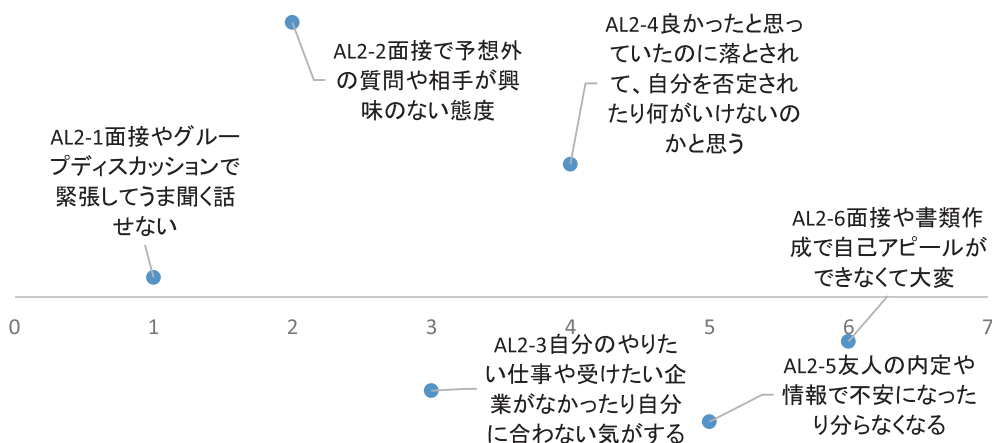 AL2-4良かったと思っ
ていたのに落とされ
て、自分を否定され
たり何がいけないの
かと思う
AL2-2面接で予想外
の質問や相手が興
味のない態度
AL2-1面接やグルー
プディスカッションで
緊張してうま聞く話
せない
AL2-6面接や書類作
成で自己アピールが
できなくて大変
0 1 2 3 4 5 6 7
AL2-3自分のやりた
い仕事や受けたい企
業がなかったり自分
に合わない気がする
AL2-5友人の内定や
情報で不安になった
り分らなくなる